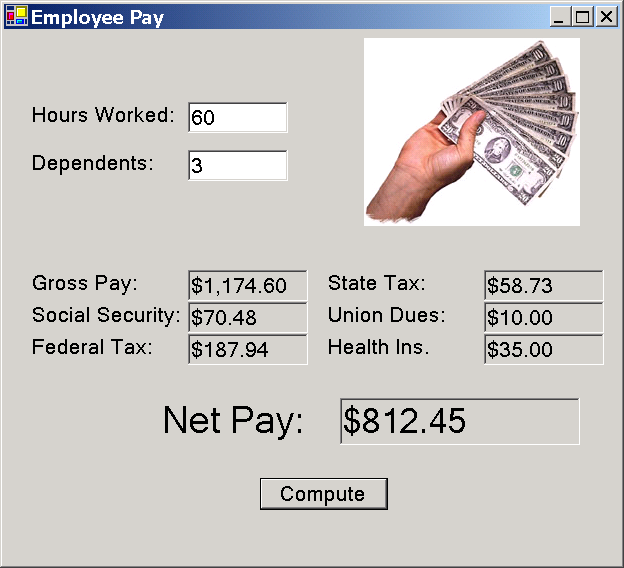 Employee Pay
Hours Worked: 60
Dependents: 3
Gross Pay: $1,174.60 State Tax: $58.73
Social Security: $70.48 Union Dues: $10.00
Federal Tax: $187.94 Health Ins. $35.00
Net Pay: $812.45
Compute